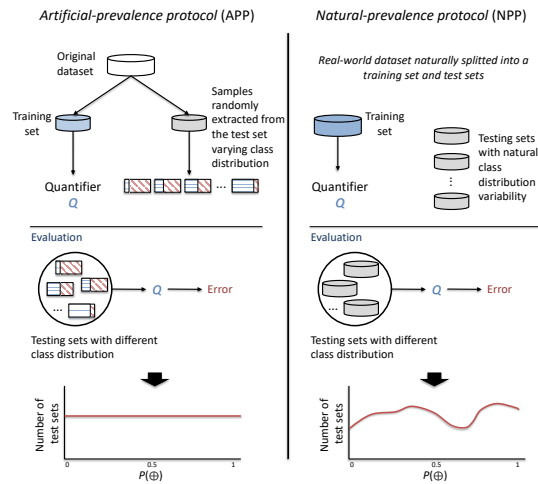 Artificial-prevalence protocol (APP)
Original
dataset
Training
set
Samples
randomly
extracted from
the test set
varying class
distribution
Quantifier
Q
...
Evaluation
...
Q
Error
Testing sets with different
class distribution
Number of
test sets
0
0.5
1
P(⊕)
Natural-prevalence protocol (NPP)
Real-world dataset naturally splitted into a
training set and test sets
Training
set
Testing sets
with natural
class
distribution
variability
⋮
Quantifier
Q
Evaluation
...
Q
Error
Testing sets with different
class distribution
Number of
test sets
0
0.5
1
P(⊕)